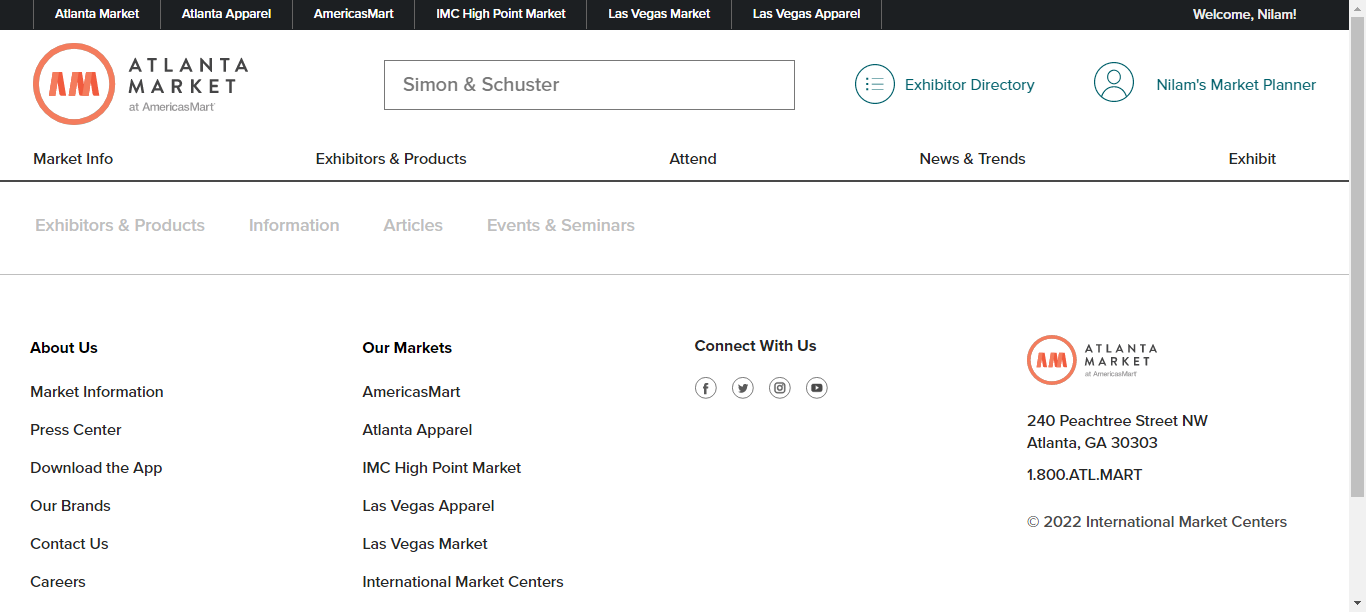 Atlanta Market Atlanta Apparel AmericasMart IMC High Point Market Las Vegas Market Las Vegas Apparel Welcome, Nilam!
ATLANTA
MARKET
at AmericasMart
Simon & Schuster
Exhibitor Directory
Nilam's Market Planner
Market Info Exhibitors & Products Attend News & Trends Exhibit
Exhibitors & Products Information Articles Events & Seminars
About Us
Market Information
Press Center
Download the App
Our Brands
Contact Us
Careers
Our Markets
AmericasMart
Atlanta Apparel
IMC High Point Market
Las Vegas Apparel
Las Vegas Market
International Market Centers
Connect With Us
ATLANTA
MARKET
at AmericasMart
240 Peachtree Street NW
Atlanta, GA 30303
1.800.ATL.MART
© 2022 International Market Centers